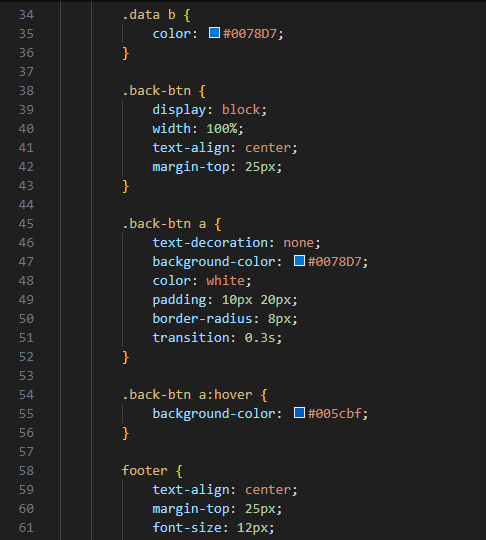 34 .data b {
35 color: #0078D7;
36 }
37
38 .back-btn {
39 display: block;
40 width: 100%;
41 text-align: center;
42 margin-top: 25px;
43 }
44
45 .back-btn a {
46 text-decoration: none;
47 background-color: #0078D7;
48 color: white;
49 padding: 10px 20px;
50 border-radius: 8px;
51 transition: 0.3s;
52 }
53
54 .back-btn a:hover {
55 background-color: #005cbf;
56 }
57
58 footer {
59 text-align: center;
60 margin-top: 25px;
61 font-size: 12px;